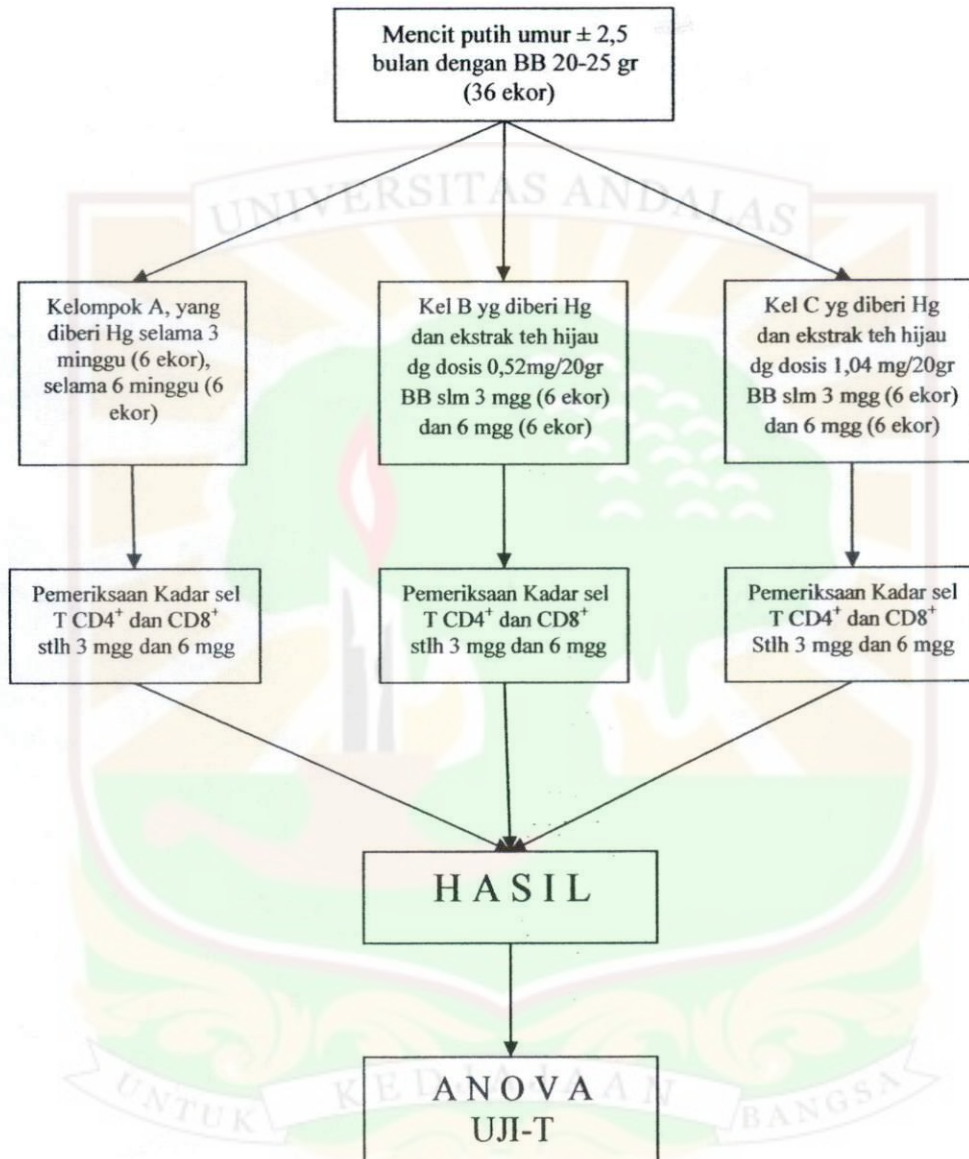 Mencit putih umur ± 2,5
bulan dengan BB 20-25 gr
(36 ekor)
UNIVERSITAS ANDALAS
Kelompok A, yang
diberi Hg selama 3
minggu (6 ekor),
selama 6 minggu (6
ekor)
Kel B yg diberi Hg
dan ekstrak teh hijau
dg dosis 0,52mg/20gr
BB slm 3 mgg (6 ekor)
dan 6 mgg (6 ekor)
Kel C yg diberi Hg
dan ekstrak teh hijau
dg dosis 1,04 mg/20gr
BB slm 3 mgg (6 ekor)
dan 6 mgg (6 ekor)
Pemeriksaan Kadar sel
T CD4⁺ dan CD8⁺
stlh 3 mgg dan 6 mgg
Pemeriksaan Kadar sel
T CD4⁺ dan CD8⁺
stlh 3 mgg dan 6 mgg
Pemeriksaan Kadar sel
T CD4⁺ dan CD8⁺
Stlh 3 mgg dan 6 mgg
H A S I L
A N O V A
UJI-T
UNTUK KEDJAJAAN BANGSA